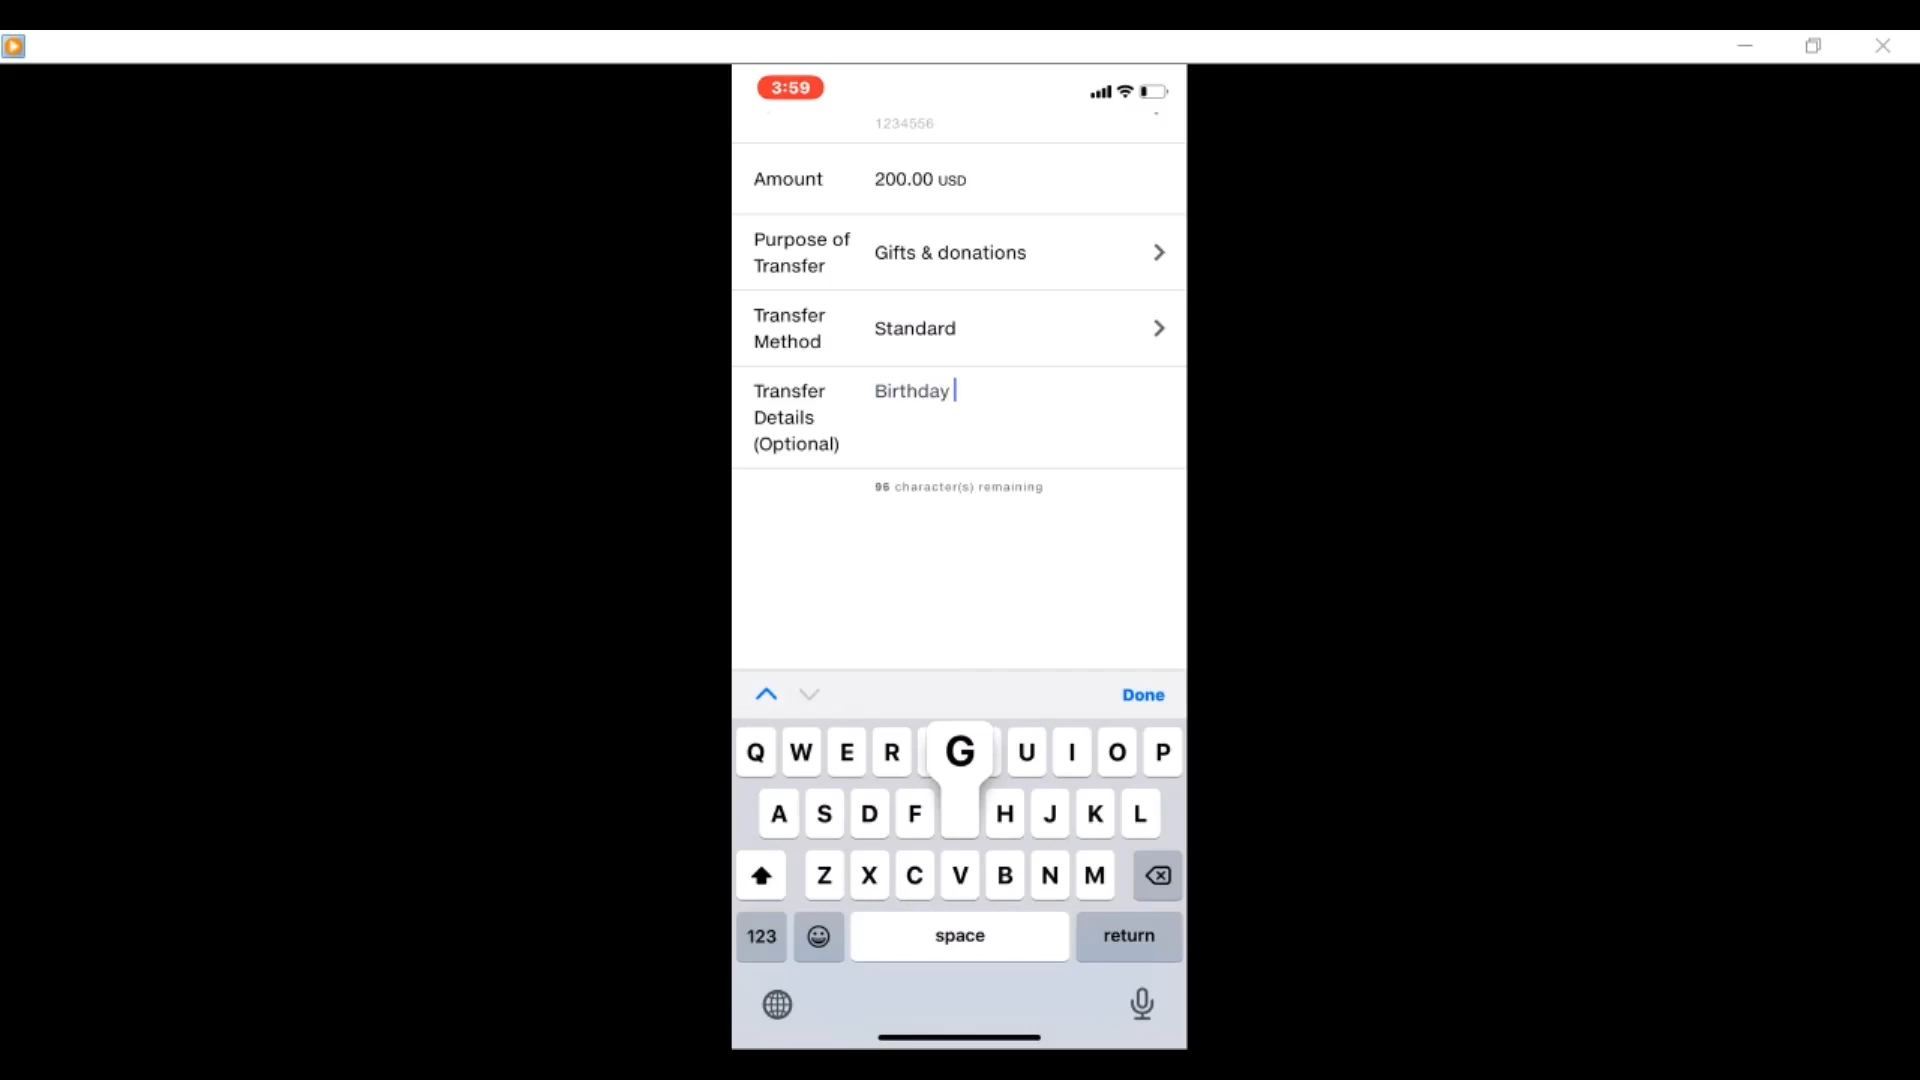 3:59
1234556
Amount 200.00 USD
Purpose of
Transfer
Gifts & donations
Transfer
Method
Standard
Transfer
Details
(Optional)
Birthday
96 character(s) remaining
Done
Q W E R G U I O P
A S D F H J K L
Z X C V B N M
123 space return